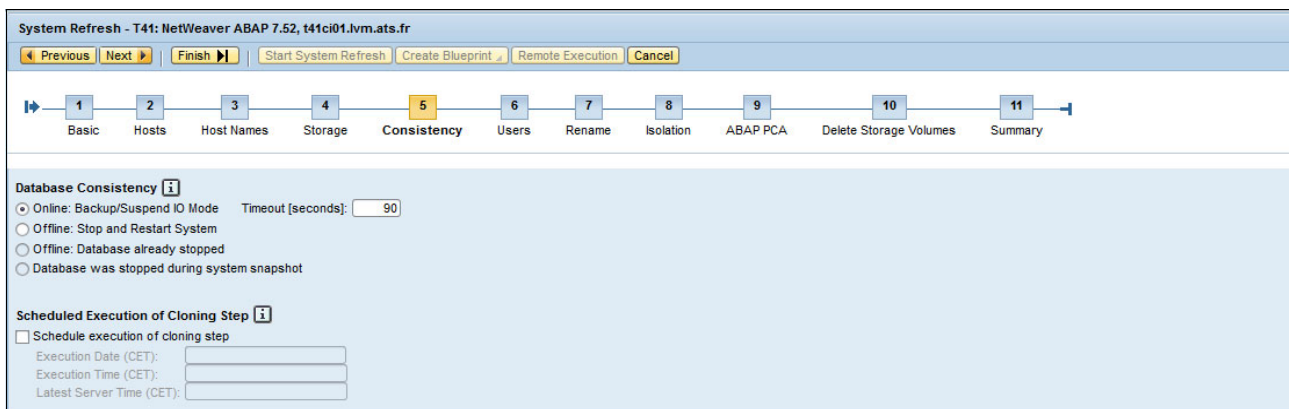 System Refresh - T41: NetWeaver ABAP 7.52, t41ci01.lvm.ats.fr
Previous Next Finish Start System Refresh Create Blueprint Remote Execution Cancel
1 2 3 4 5 6 7 8 9 10 11
Basic Hosts Host Names Storage Consistency Users Rename Isolation ABAP PCA Delete Storage Volumes Summary
Database Consistency i
Online: Backup/Suspend IO Mode Timeout [seconds]: 90
Offline: Stop and Restart System
Offline: Database already stopped
Database was stopped during system snapshot
Scheduled Execution of Cloning Step i
Schedule execution of cloning step
Execution Date (CET):
Execution Time (CET):
Latest Server Time (CET):